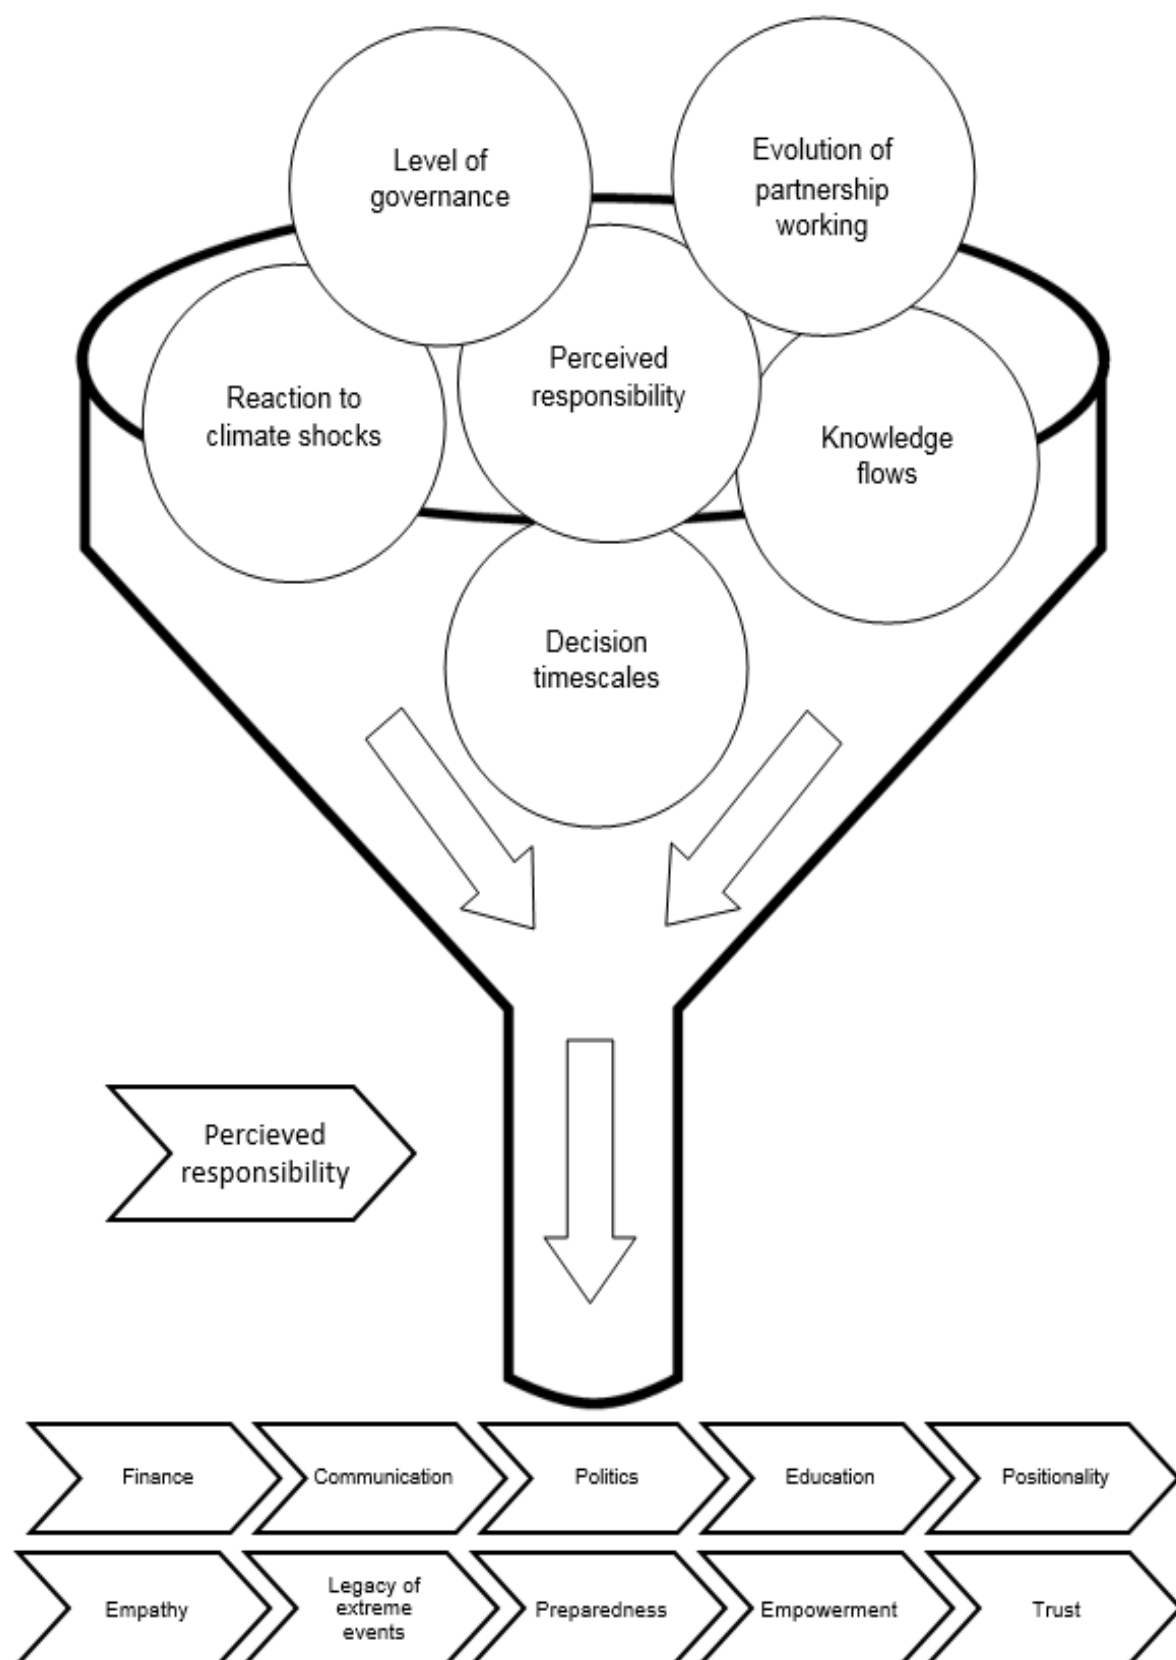 Level of
governance
Evolution of
partnership
working
Perceived
responsibility
Reaction to
climate shocks
Knowledge
flows
Decision
timescales
Percieved
responsibility
Finance
Communication
Politics
Education
Positionality
Empathy
Legacy of
extreme
events
Preparedness
Empowerment
Trust